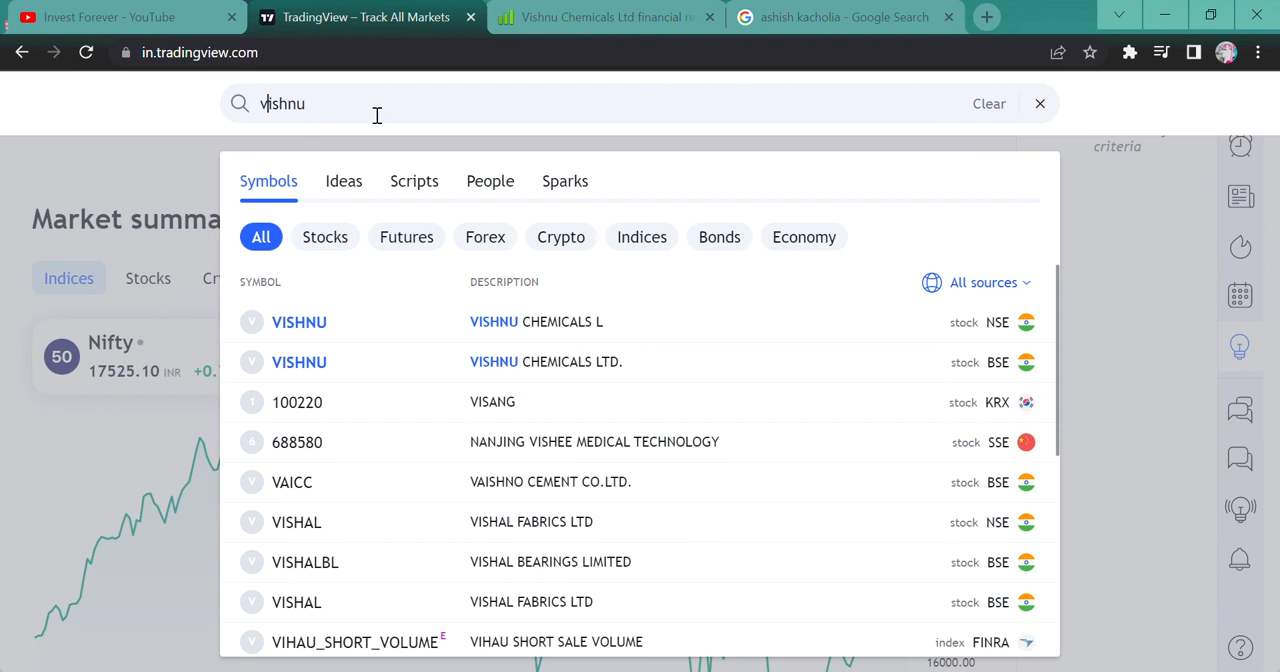 Invest Forever - YouTube
TradingView – Track All Markets
Vishnu Chemicals Ltd financial re
ashish kacholia - Google Search
in.tradingview.com
vishnu
Clear
criteria
Symbols Ideas Scripts People Sparks
Market summa
All Stocks Futures Forex Crypto Indices Bonds Economy
Indices Stocks Cr
SYMBOL DESCRIPTION All sources
V VISHNU VISHNU CHEMICALS L stock NSE
50 Nifty
17525.10 INR +0.
V VISHNU VISHNU CHEMICALS LTD. stock BSE
1 100220 VISANG stock KRX
6 688580 NANJING VISHEE MEDICAL TECHNOLOGY stock SSE
V VAICC VAISHNO CEMENT CO.LTD. stock BSE
V VISHAL VISHAL FABRICS LTD stock NSE
V VISHALBL VISHAL BEARINGS LIMITED stock BSE
V VISHAL VISHAL FABRICS LTD stock BSE
V VIHAU_SHORT_VOLUME E VIHAU SHORT SALE VOLUME index FINRA
16000.00